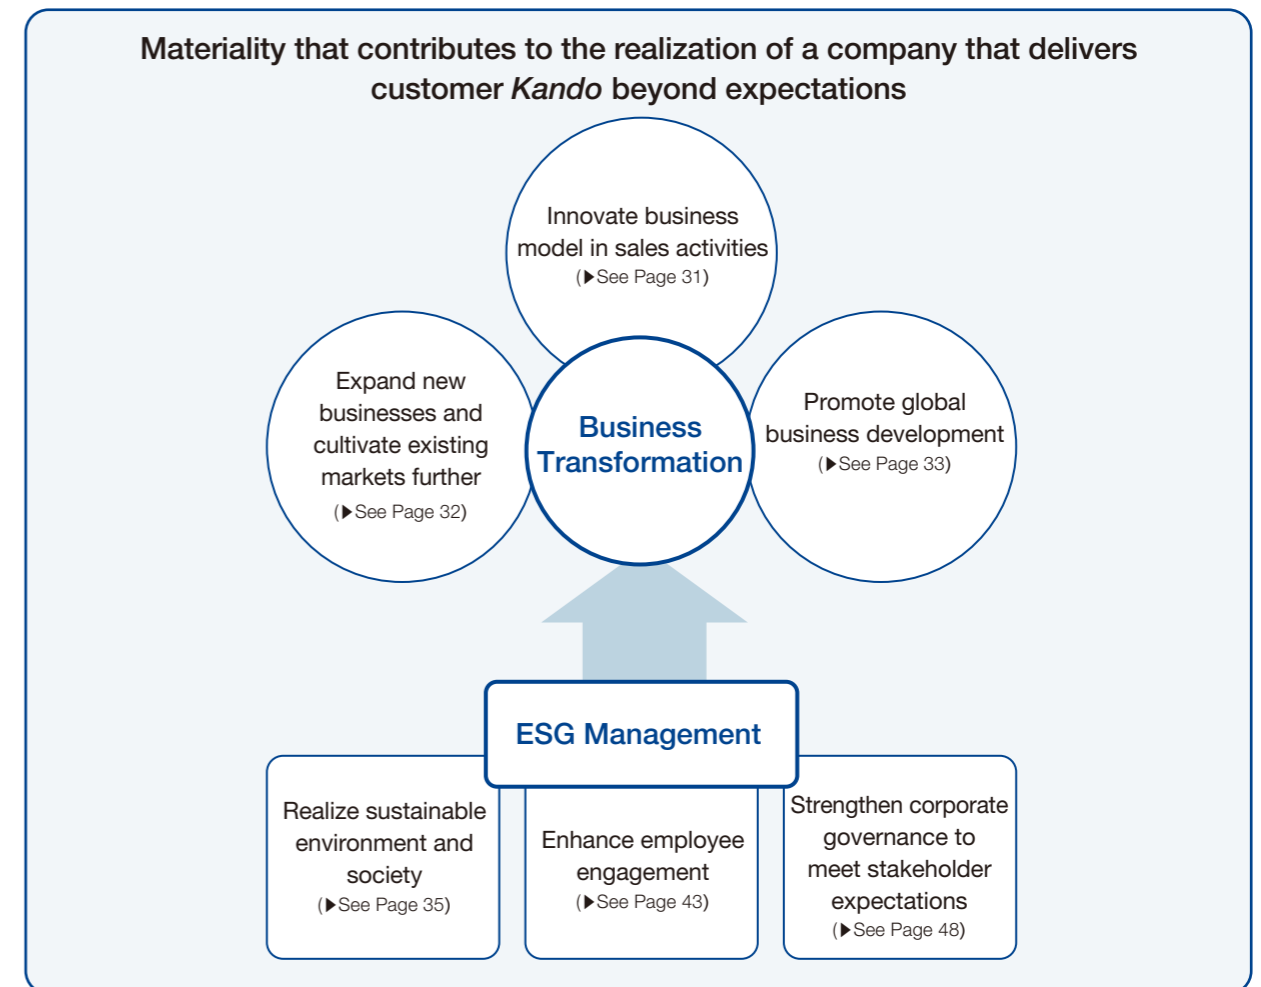 Materiality that contributes to the realization of a company that delivers
customer Kando beyond expectations
Innovate business
model in sales activities
(▶See Page 31)
Expand new
businesses and
cultivate existing
markets further
(▶See Page 32)
Business
Transformation
Promote global
business development
(▶See Page 33)
ESG Management
Realize sustainable
environment and
society
(▶See Page 35)
Enhance employee
engagement
(▶See Page 43)
Strengthen corporate
governance to
meet stakeholder
expectations
(▶See Page 48)